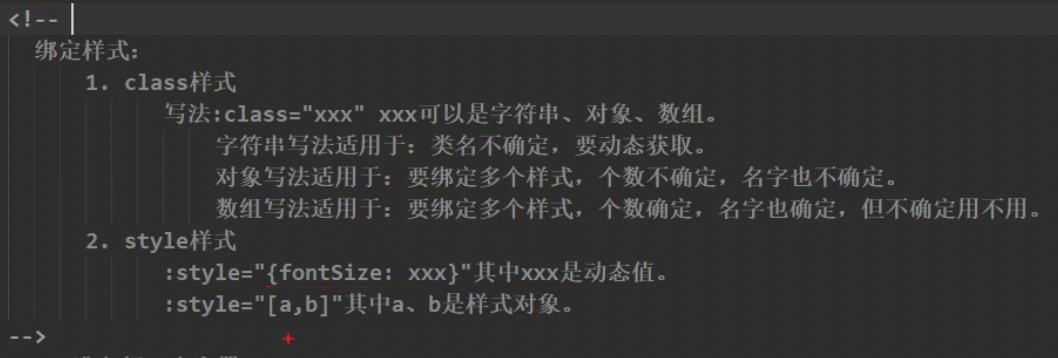 <!--
绑定样式:
1. class样式
写法:class="xxx" xxx可以是字符串、对象、数组。
字符串写法适用于: 类名不确定, 要动态获取。
对象写法适用于: 要绑定多个样式, 个数不确定, 名字也不确定。
数组写法适用于: 要绑定多个样式, 个数确定, 名字也确定, 但不确定用不用。
2. style样式
:style="{fontSize: xxx}"其中xxx是动态值。
:style="[a,b]"其中a、b是样式对象。
-->